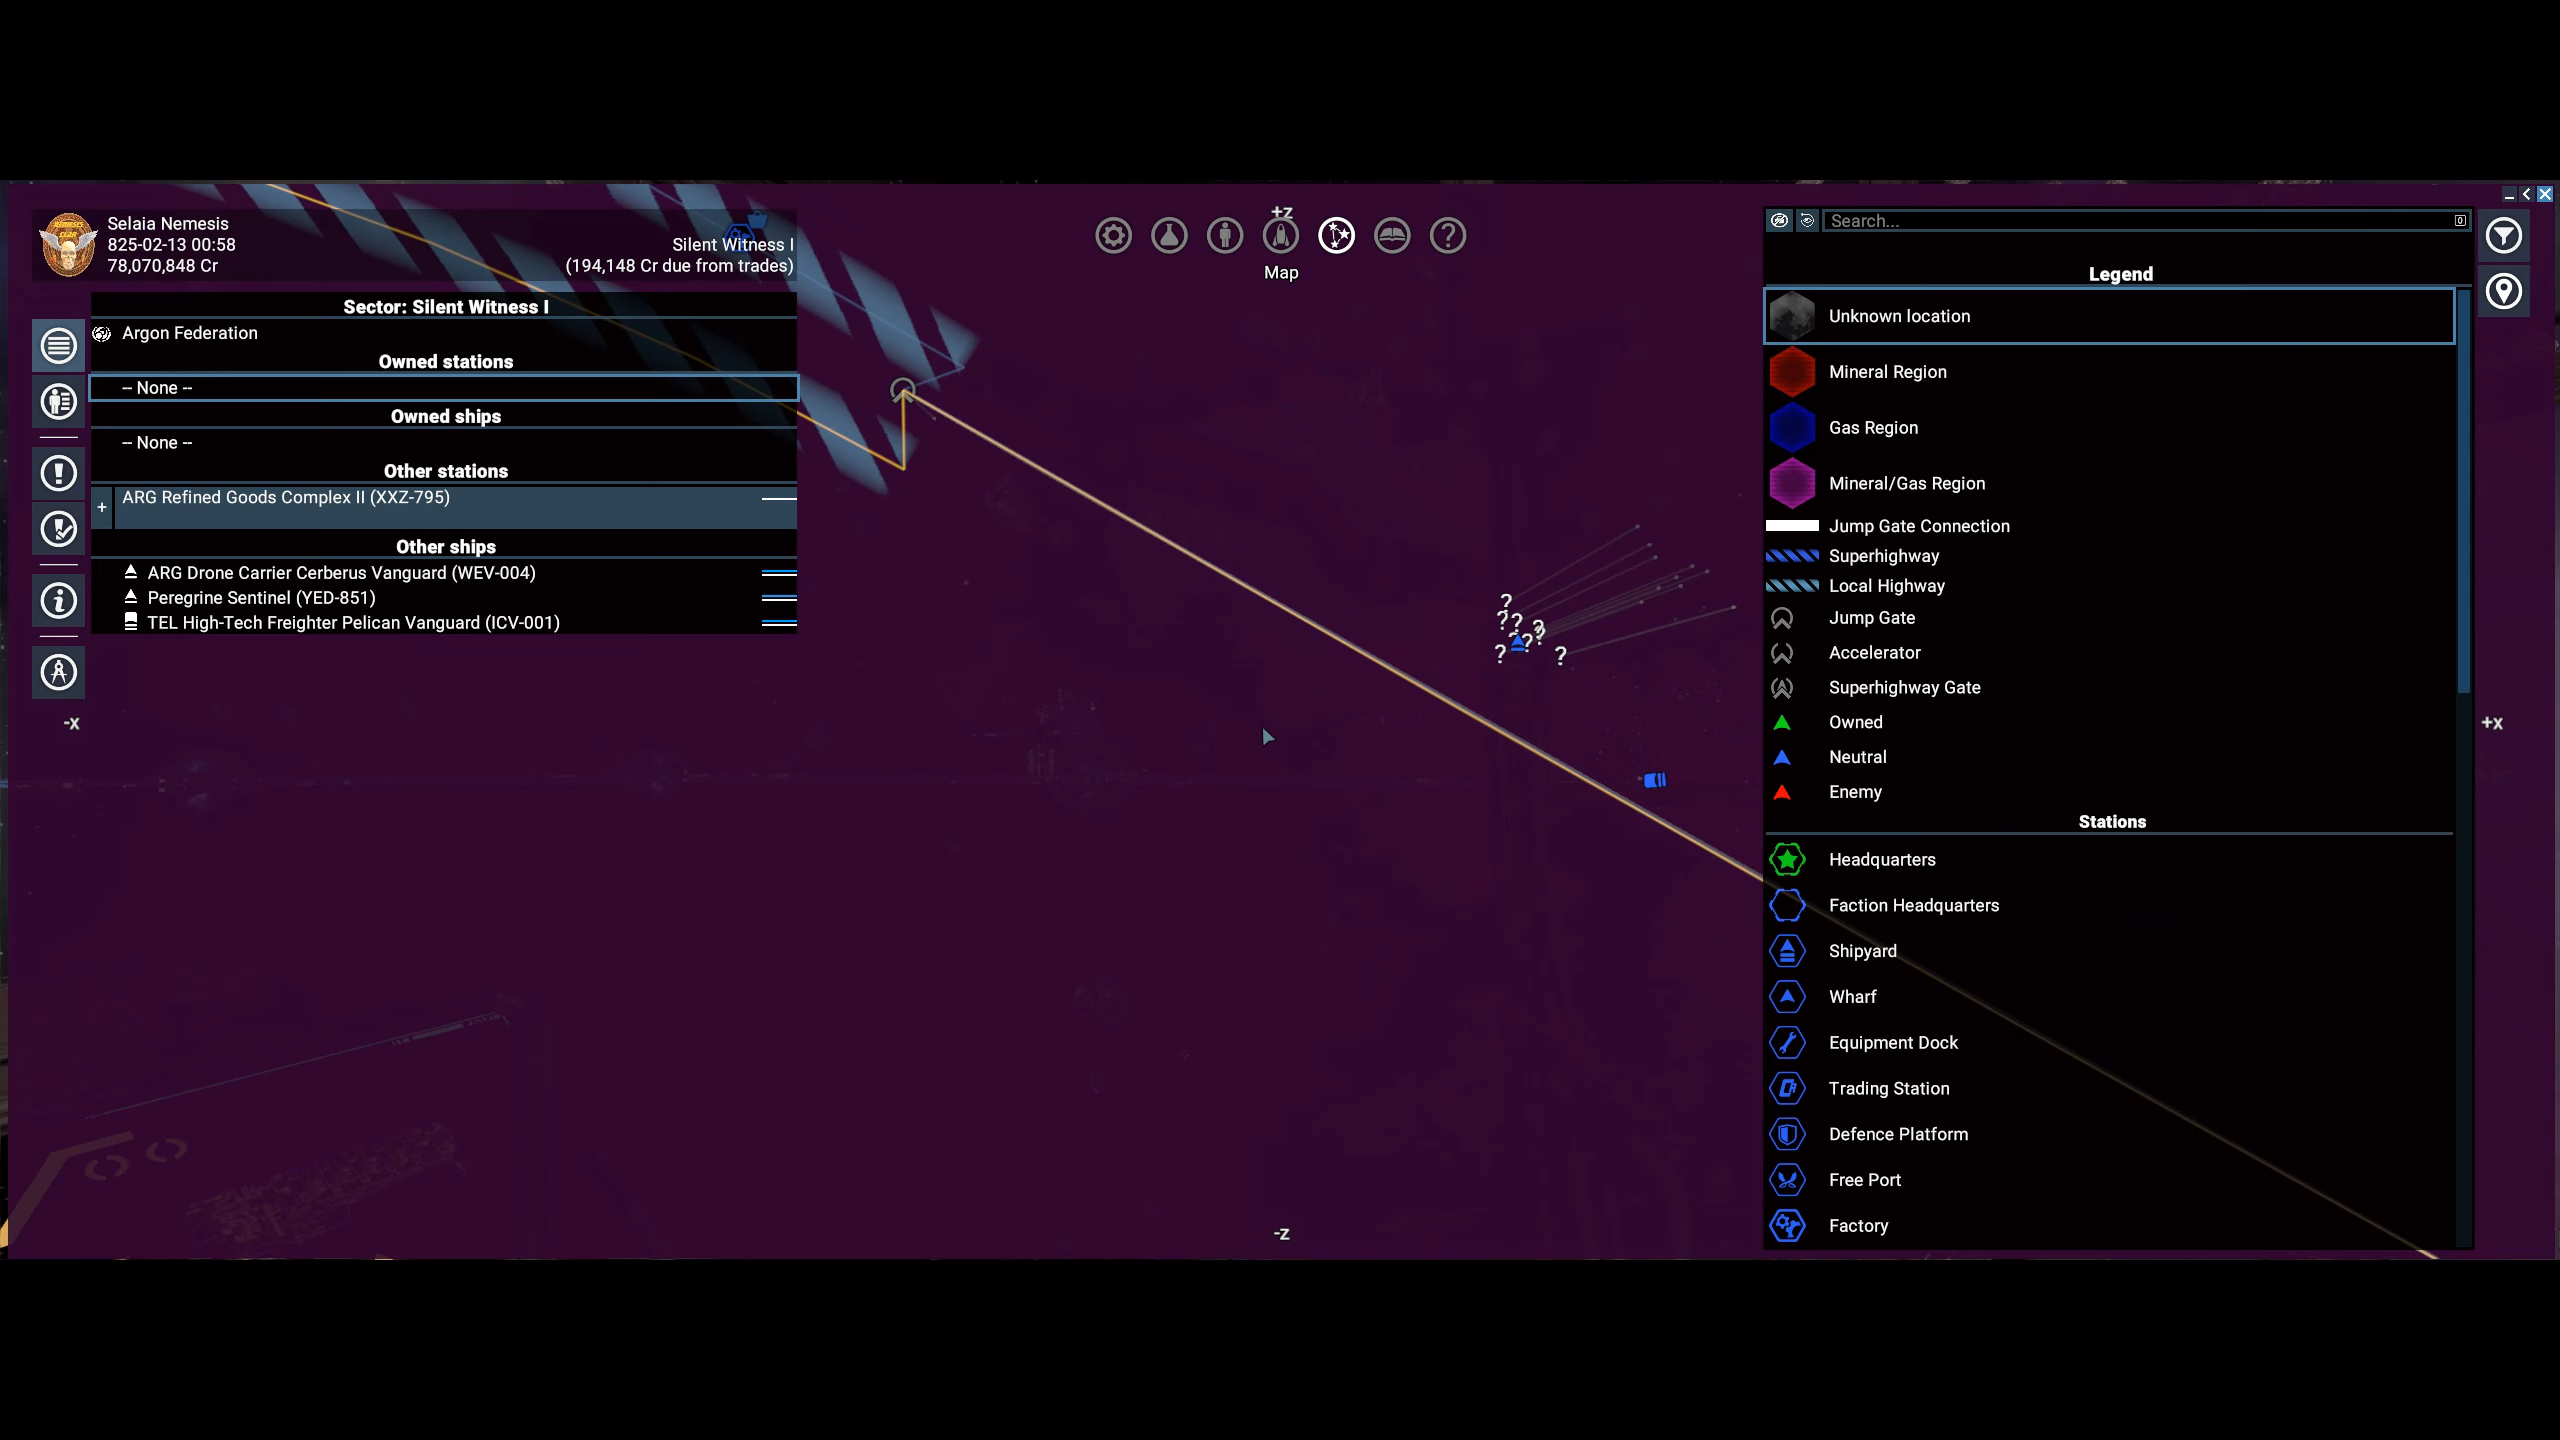 Selaia Nemesis
825-02-13 00:58
78,070,848 Cr
Silent Witness I
(194,148 Cr due from trades)
Sector: Silent Witness I
Argon Federation
Owned stations
-- None --
Owned ships
-- None --
Other stations
+ ARG Refined Goods Complex II (XXZ-795)
Other ships
ARG Drone Carrier Cerberus Vanguard (WEV-004)
Peregrine Sentinel (YED-851)
TEL High-Tech Freighter Pelican Vanguard (ICV-001)
-X
+Z
Map
? ? ? ? ? ? ? ? ?
-Z
Search...
0
Legend
Unknown location
Mineral Region
Gas Region
Mineral/Gas Region
Jump Gate Connection
Superhighway
Local Highway
Jump Gate
Accelerator
Superhighway Gate
Owned
Neutral
Enemy
Stations
Headquarters
Faction Headquarters
Shipyard
Wharf
Equipment Dock
Trading Station
Defence Platform
Free Port
Factory
+X